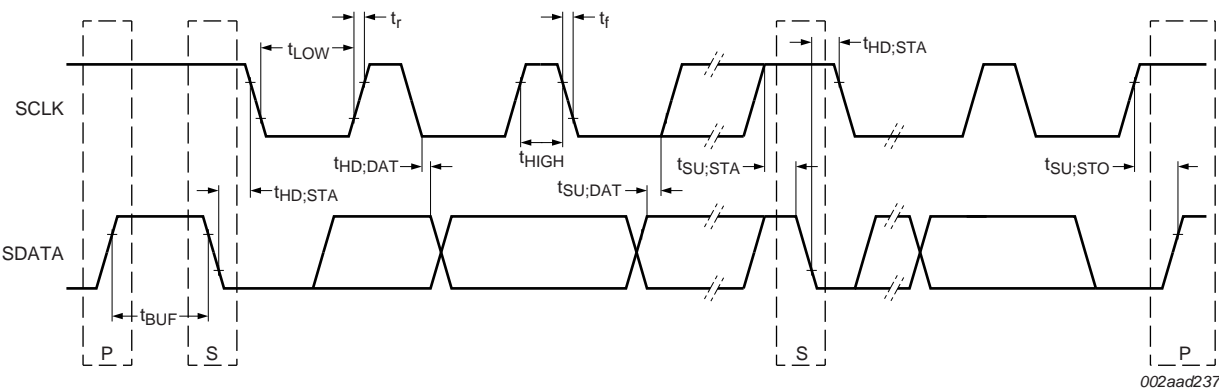 tr
tf
tHD;STA
tLOW
SCLK
tHD;DAT
tHIGH
tSU;STA
tSU;STO
tHD;STA
tSU;DAT
SDATA
tBUF
P
S
S
P
002aad237